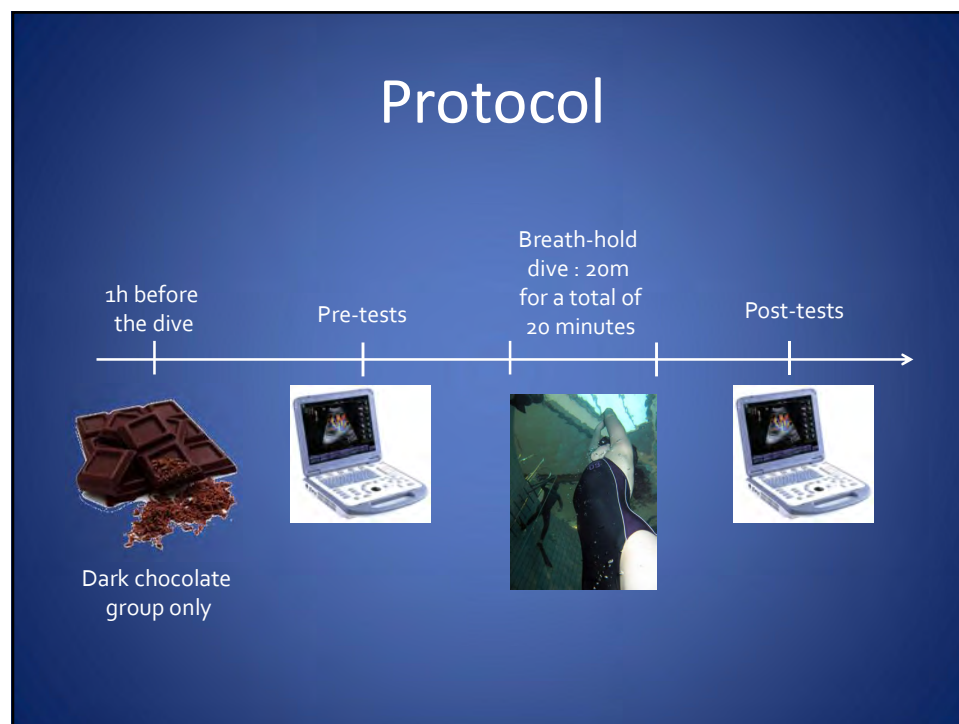 Protocol
1h before
the dive
Dark chocolate
group only
Pre-tests
Breath-hold
dive : 20m
for a total of
20 minutes
Post-tests